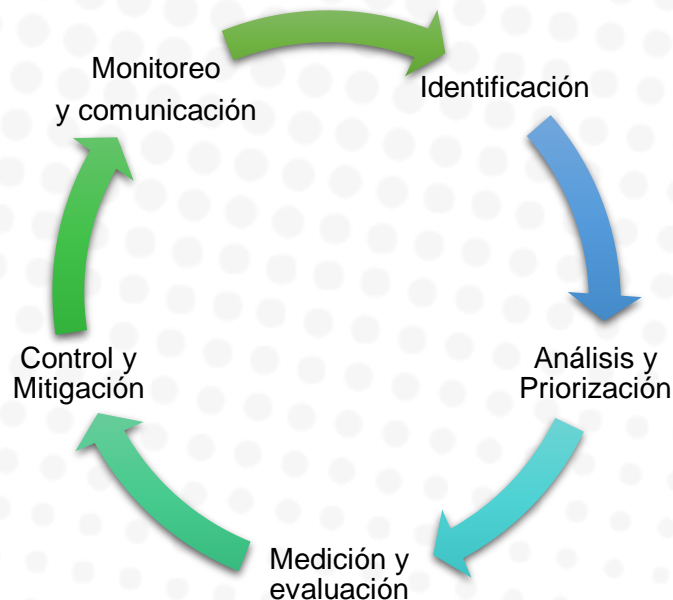 Monitoreo
y comunicación
Identificación
Análisis y
Priorización
Medición y
evaluación
Control y
Mitigación